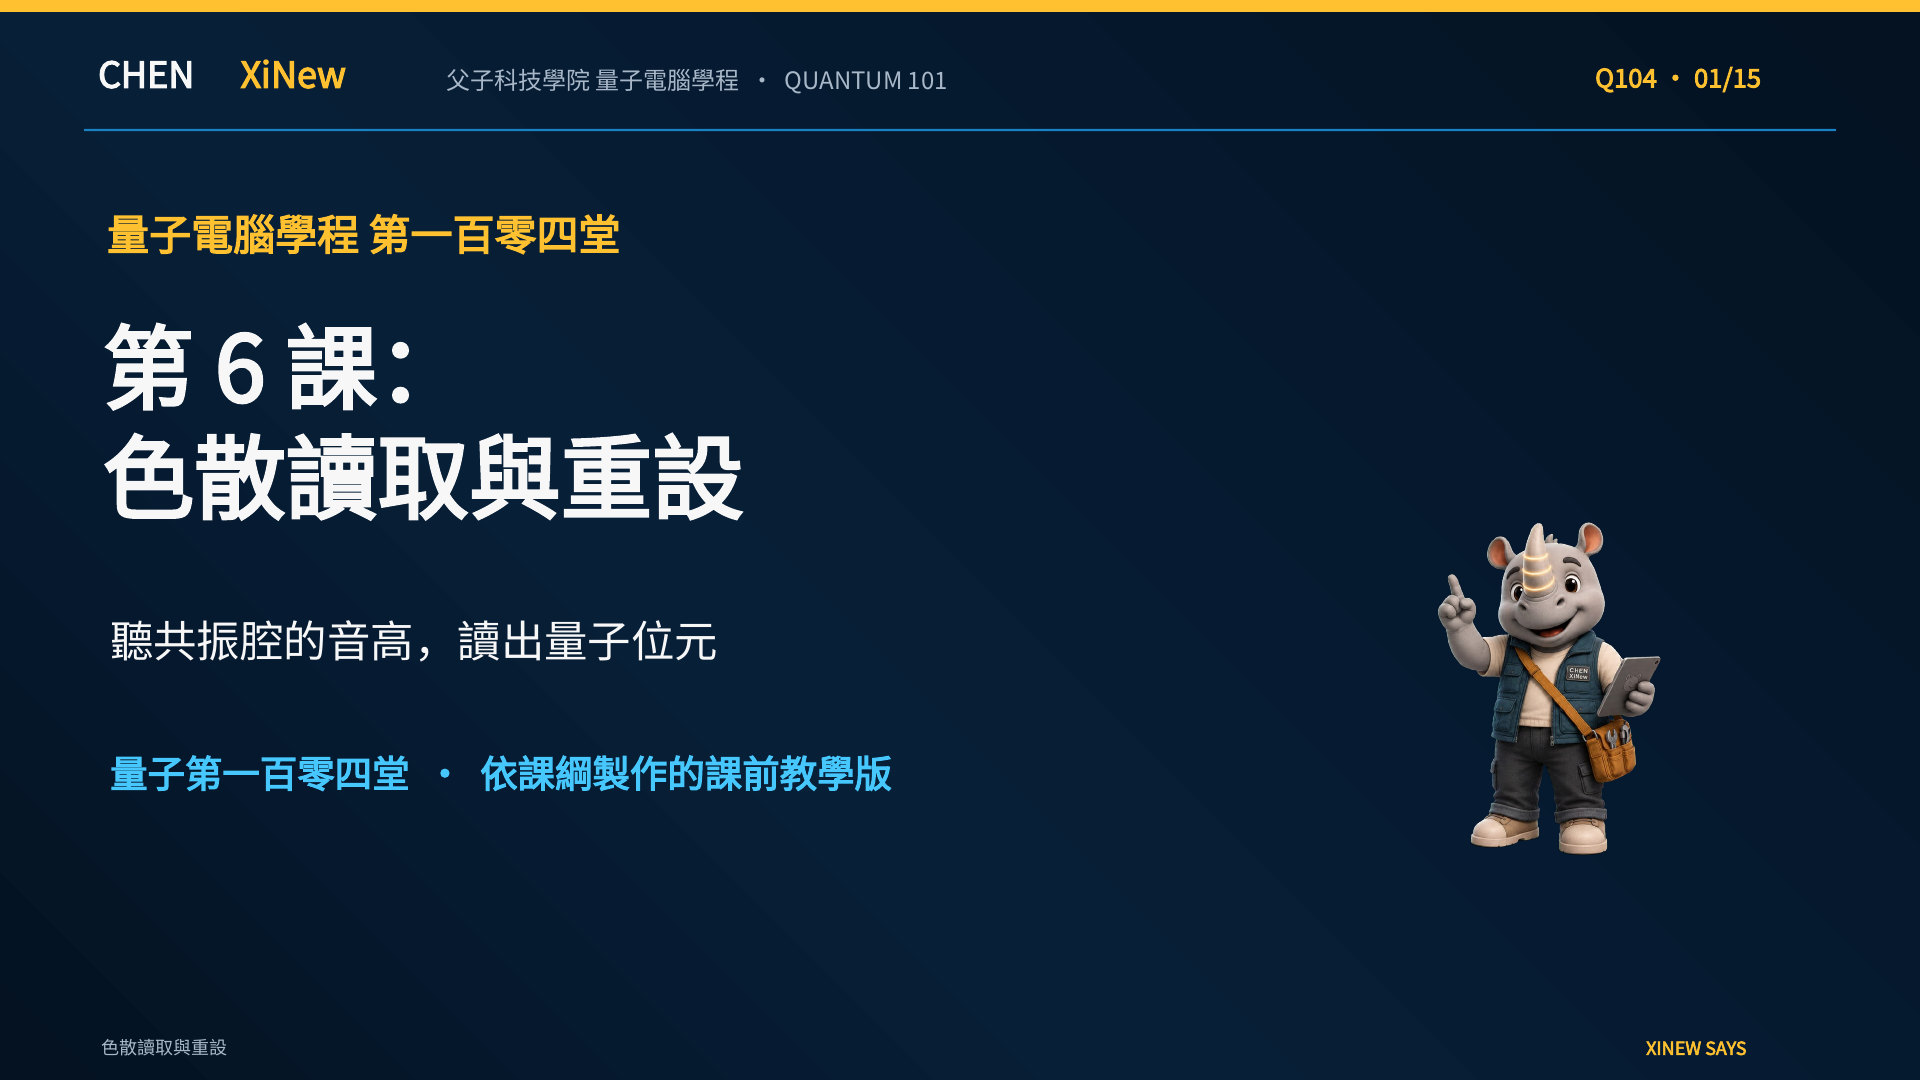 CHEN XiNew 父子科技學院 量子電腦學程 • QUANTUM 101 Q104 • 01/15
量子電腦學程 第一百零四堂
第 6 課：
色散讀取與重設
聽共振腔的音高，讀出量子位元
量子第一百零四堂 • 依課綱製作的課前教學版
CHEN
XiNew
色散讀取與重設 XINEW SAYS